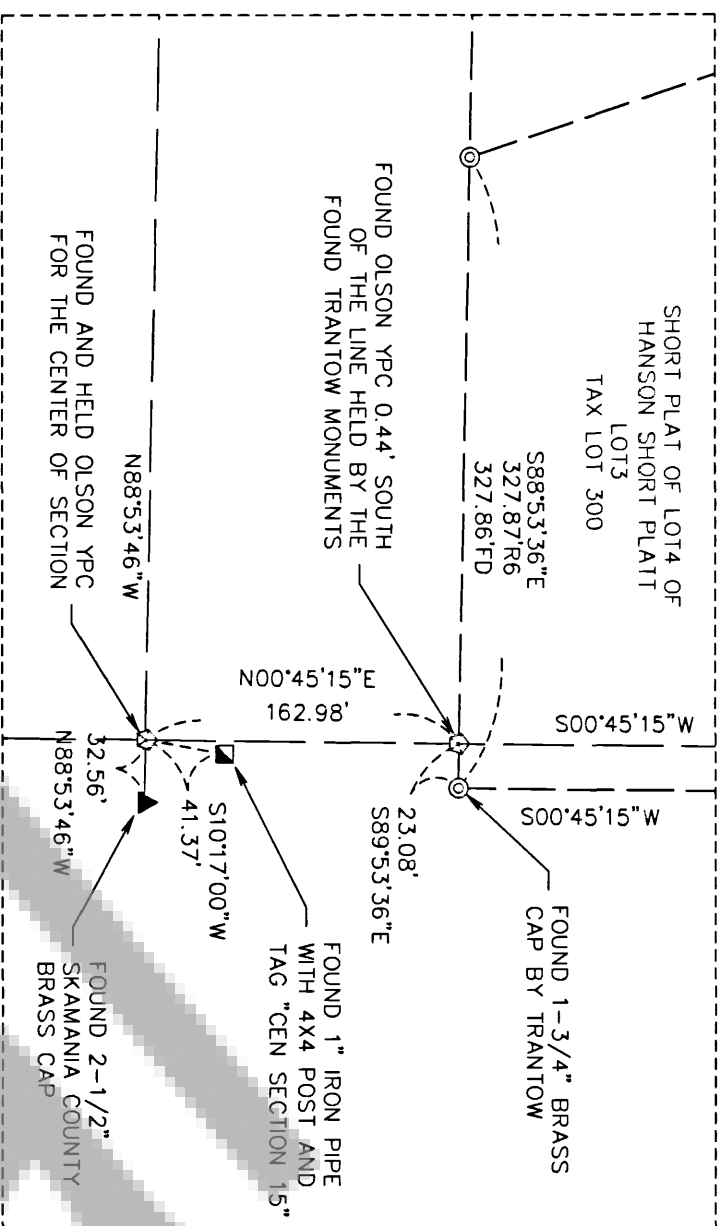 SHORT PLAT OF LOT4 OF
HANSON SHORT PLATT
LOT3
TAX LOT 300
S88°53'36"E
327.87'R6
327.86'FD
FOUND OLSON YPC 0.44' SOUTH
OF THE LINE HELD BY THE
FOUND TRANTOW MONUMENTS
FOUND AND HELD OLSON YPC
FOR THE CENTER OF SECTION
N88°53'46"W
N00°45'15"E
162.98'
S00°45'15"W
S00°45'15"W
23.08'
S89°53'36"E
FOUND 1-3/4" BRASS
CAP BY TRANTOW
S10°17'00"W
41.37'
32.56'
N88°53'46"W
FOUND 1" IRON PIPE
WITH 4X4 POST AND
TAG "CEN SECTION 15"
FOUND 2-1/2"
SKAMANIA COUNTY
BRASS CAP